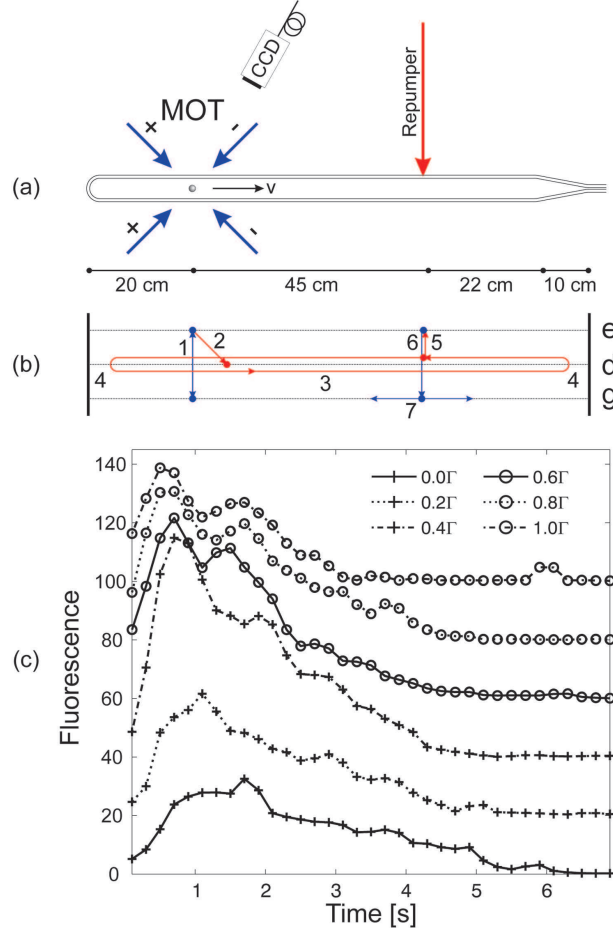 CCD
MOT
+ -
Repumper
(a)
v
+ -
20 cm 45 cm 22 cm 10 cm
(b)
1 2 6 5 e
4 3 4 d
7 g
(c)
Fluorescence
140
120
100
80
60
40
20
0
0.0Γ 0.6Γ
0.2Γ 0.8Γ
0.4Γ 1.0Γ
1 2 3 4 5 6
Time [s]